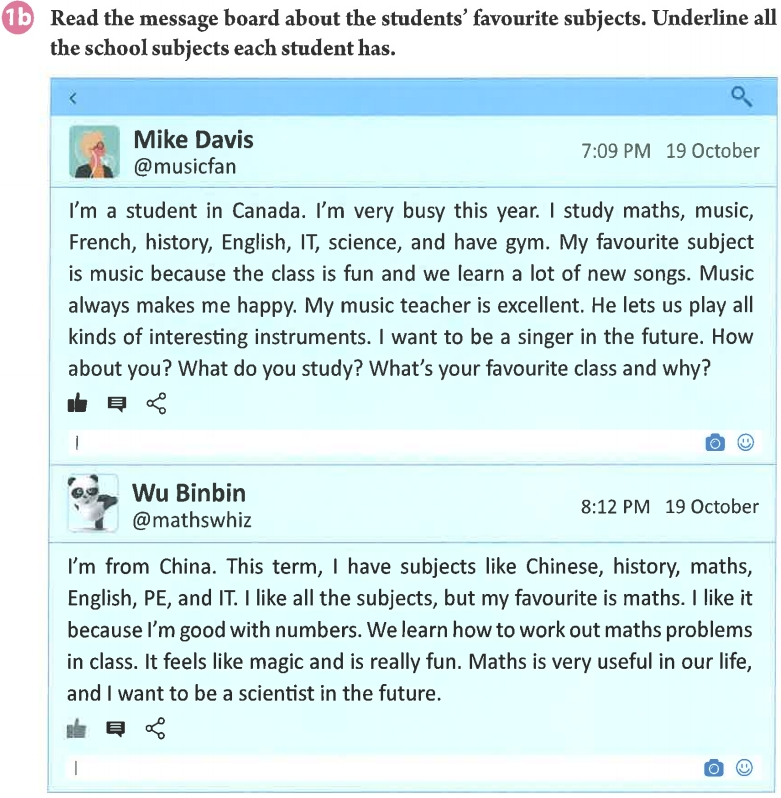 1b Read the message board about the students' favourite subjects. Underline all
the school subjects each student has.
Mike Davis
@musicfan
7:09 PM 19 October
I'm a student in Canada. I'm very busy this year. I study maths, music,
French, history, English, IT, science, and have gym. My favourite subject
is music because the class is fun and we learn a lot of new songs. Music
always makes me happy. My music teacher is excellent. He lets us play all
kinds of interesting instruments. I want to be a singer in the future. How
about you? What do you study? What's your favourite class and why?
Wu Binbin
@mathswhiz
8:12 PM 19 October
I'm from China. This term, I have subjects like Chinese, history, maths,
English, PE, and IT. I like all the subjects, but my favourite is maths. I like it
because I'm good with numbers. We learn how to work out maths problems
in class. It feels like magic and is really fun. Maths is very useful in our life,
and I want to be a scientist in the future.